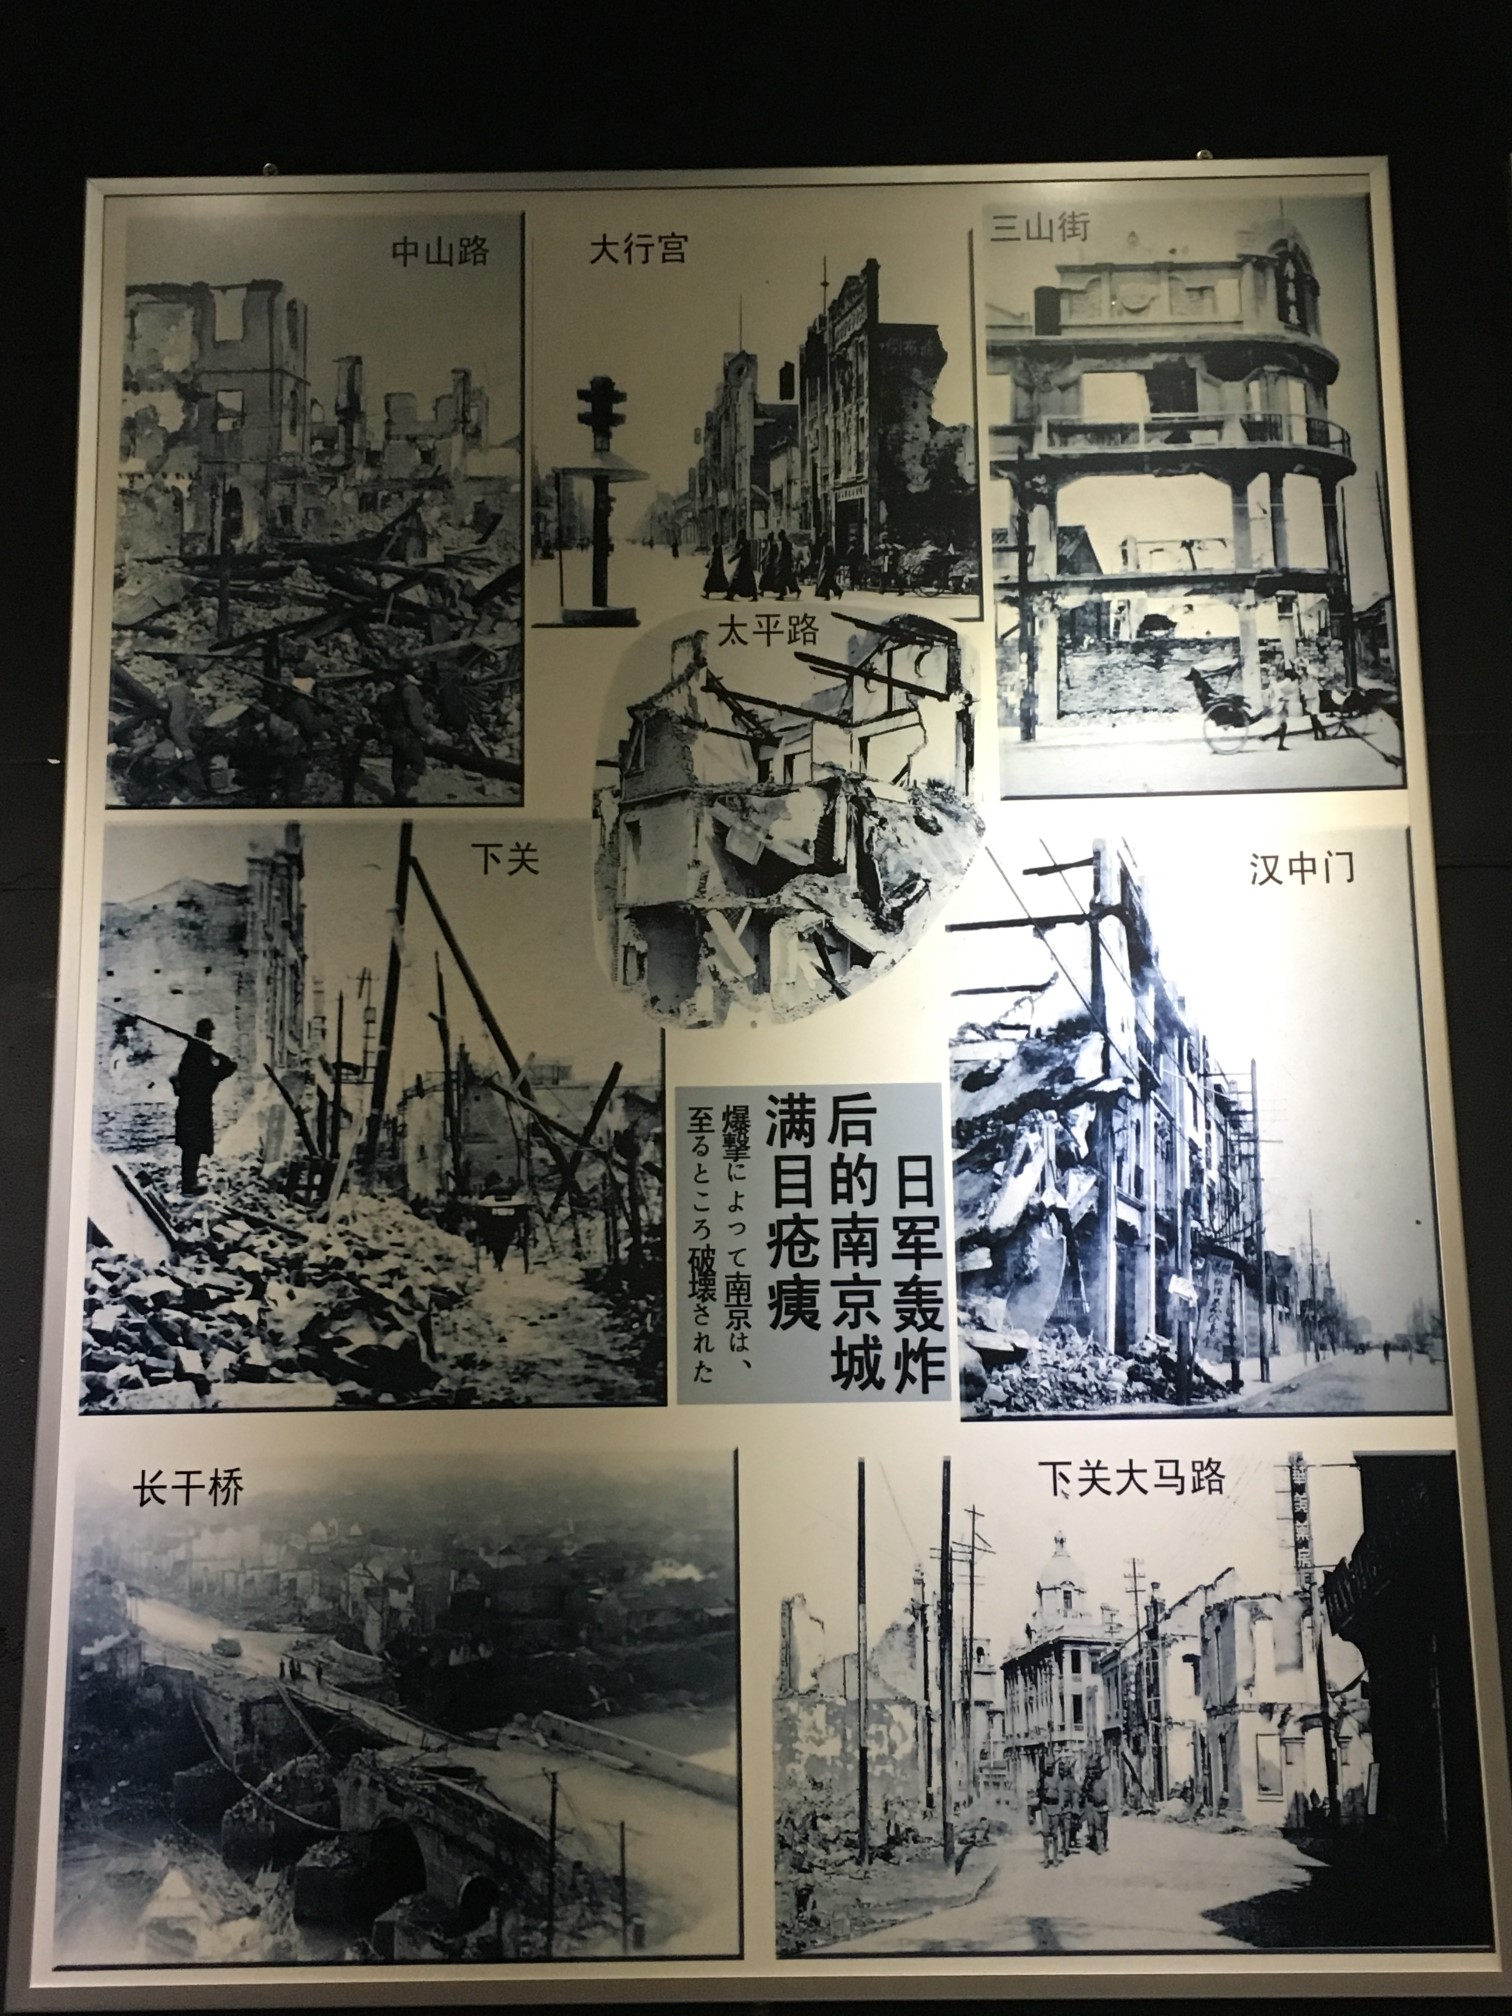 中山路
大行宫
三山街
太平路
下关
汉中门
日军轰炸
后的南京城
满目疮痍
爆撃によって南京は、
至るところ破壊された
长干桥
下关大马路